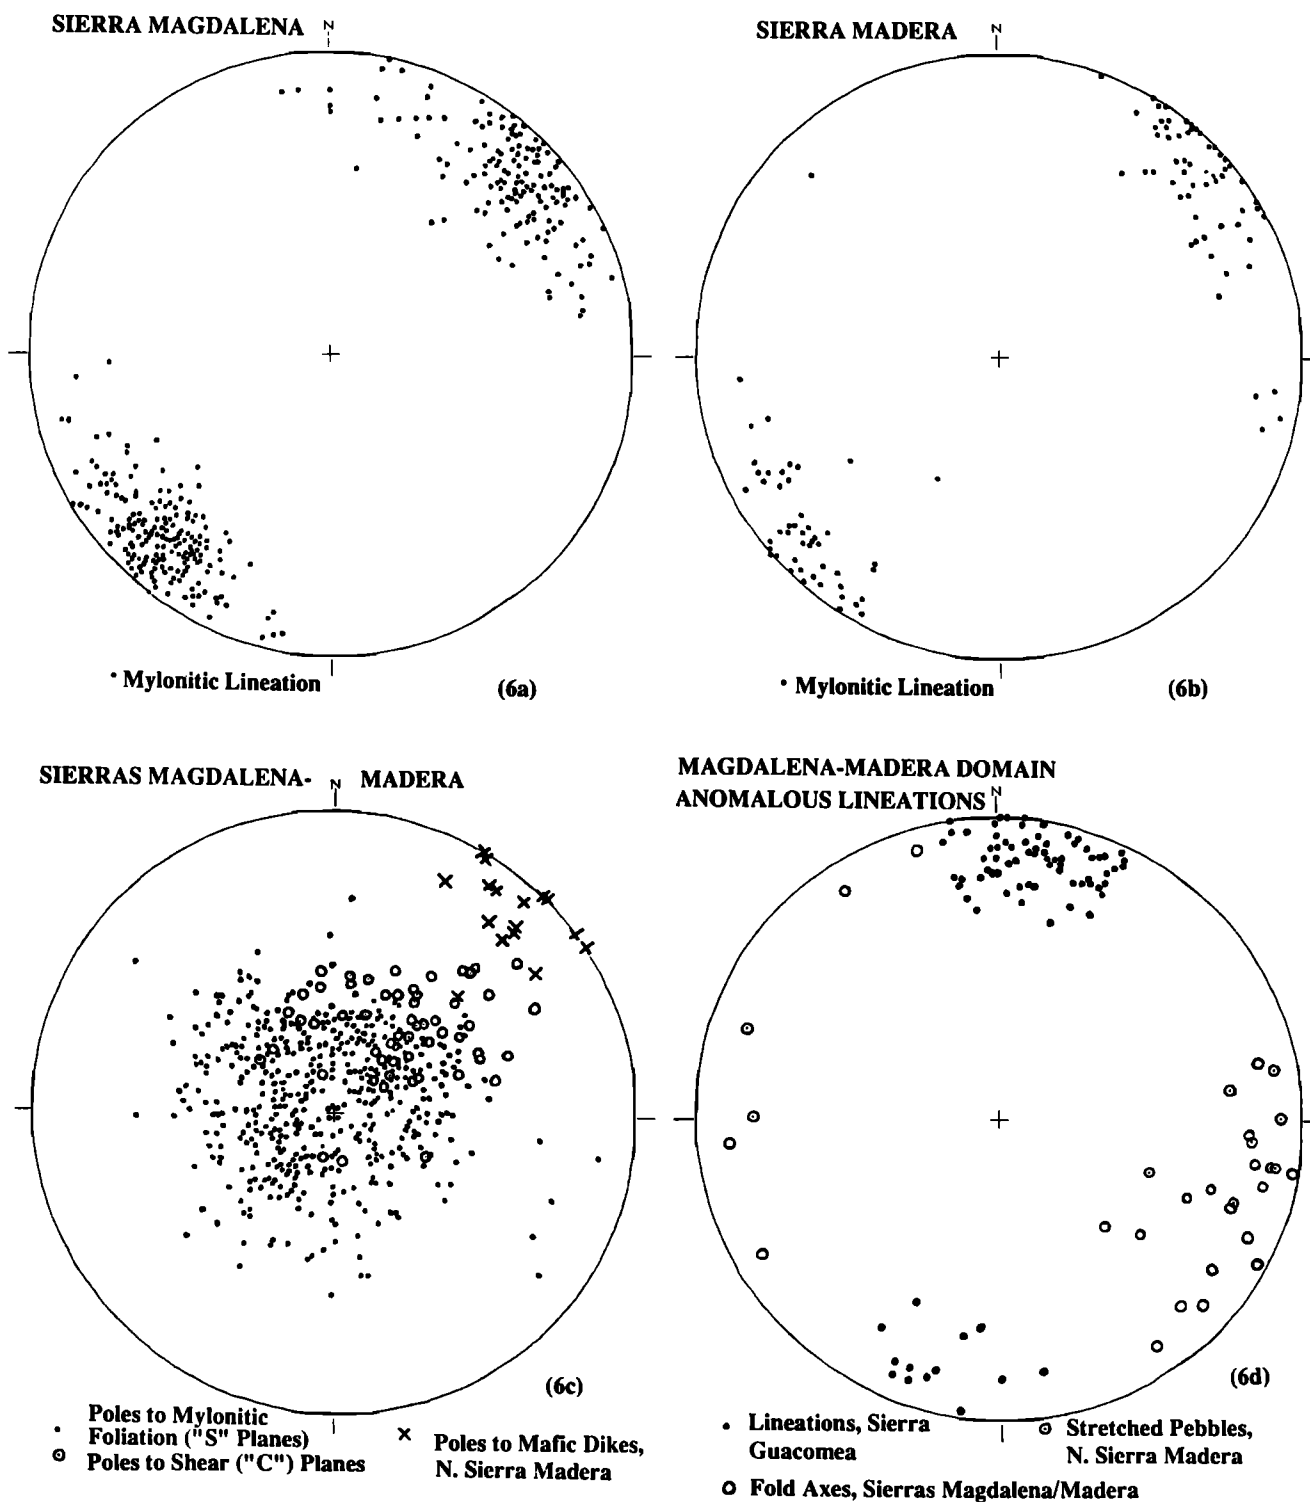 SIERRA MAGDALENA
N
SIERRA MADERA
N
• Mylonitic Lineation
(6a)
• Mylonitic Lineation
(6b)
SIERRAS MAGDALENA- N MADERA
MAGDALENA-MADERA DOMAIN
ANOMALOUS LINEATIONS
N
(6c)
(6d)
Poles to Mylonitic
Foliation ("S" Planes)
Poles to Shear ("C") Planes
Poles to Mafic Dikes,
N. Sierra Madera
Lineations, Sierra
Guacomea
Stretched Pebbles,
N. Sierra Madera
Fold Axes, Sierras Magdalena/Madera